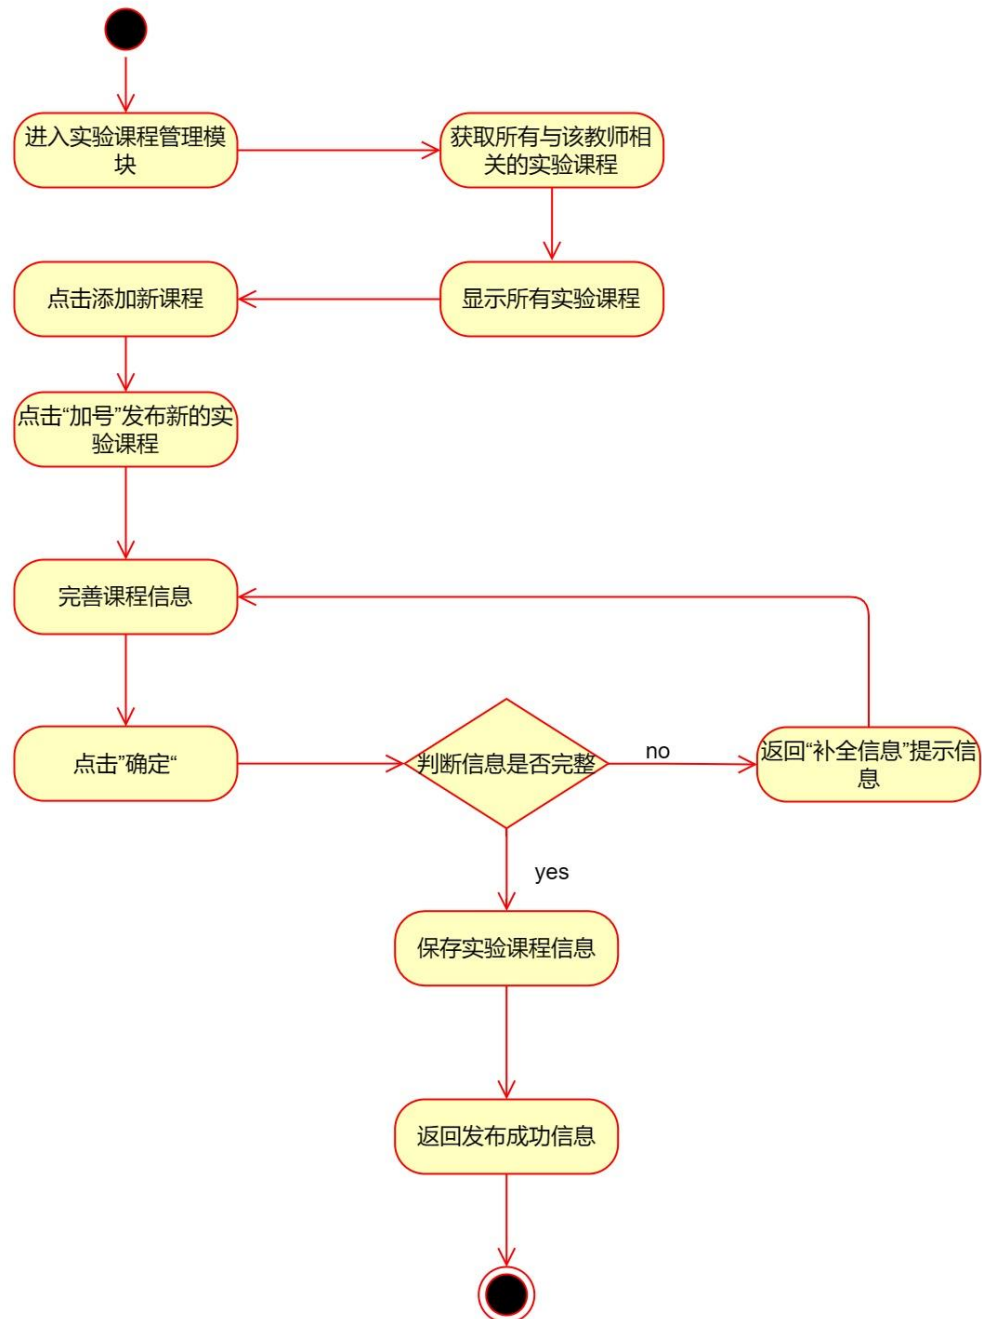 进入实验课程管理模
块
获取所有与该教师相
关的实验课程
点击添加新课程
显示所有实验课程
点击“加号”发布新的实
验课程
完善课程信息
点击”确定“
判断信息是否完整
no
返回“补全信息”提示信
息
yes
保存实验课程信息
返回发布成功信息